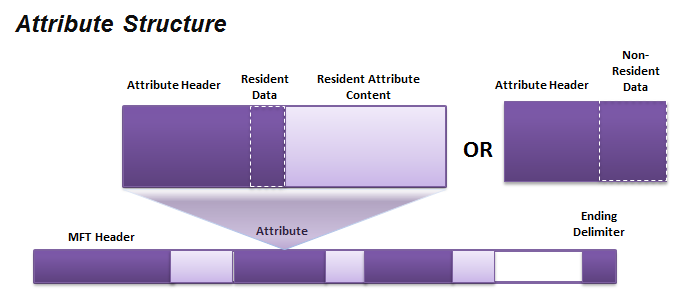 Attribute Structure
Attribute Header
Resident
Data
Resident Attribute
Content
OR
Attribute Header
Non-
Resident
Data
MFT Header
Attribute
Ending
Delimiter